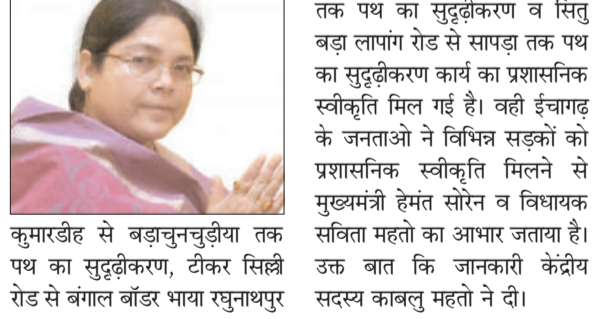 कुमारडीह से बड़ाचुनचुड़ीया तक
पथ का सुदृढ़ीकरण, टीकर सिल्ली
रोड से बंगाल बॉडर भाया रघुनाथपुर
तक पथ का सुदृढ़ीकरण व सितु
बड़ा लापांग रोड से सापड़ा तक पथ
का सुदृढ़ीकरण कार्य का प्रशासनिक
स्वीकृति मिल गई है। वही ईचागढ़
के जनताओ ने विभिन्न सड़कों को
प्रशासनिक स्वीकृति मिलने से
मुख्यमंत्री हेमंत सोरेन व विधायक
सविता महतो का आभार जताया है।
उक्त बात कि जानकारी केंद्रीय
सदस्य काबलु महतो ने दी।